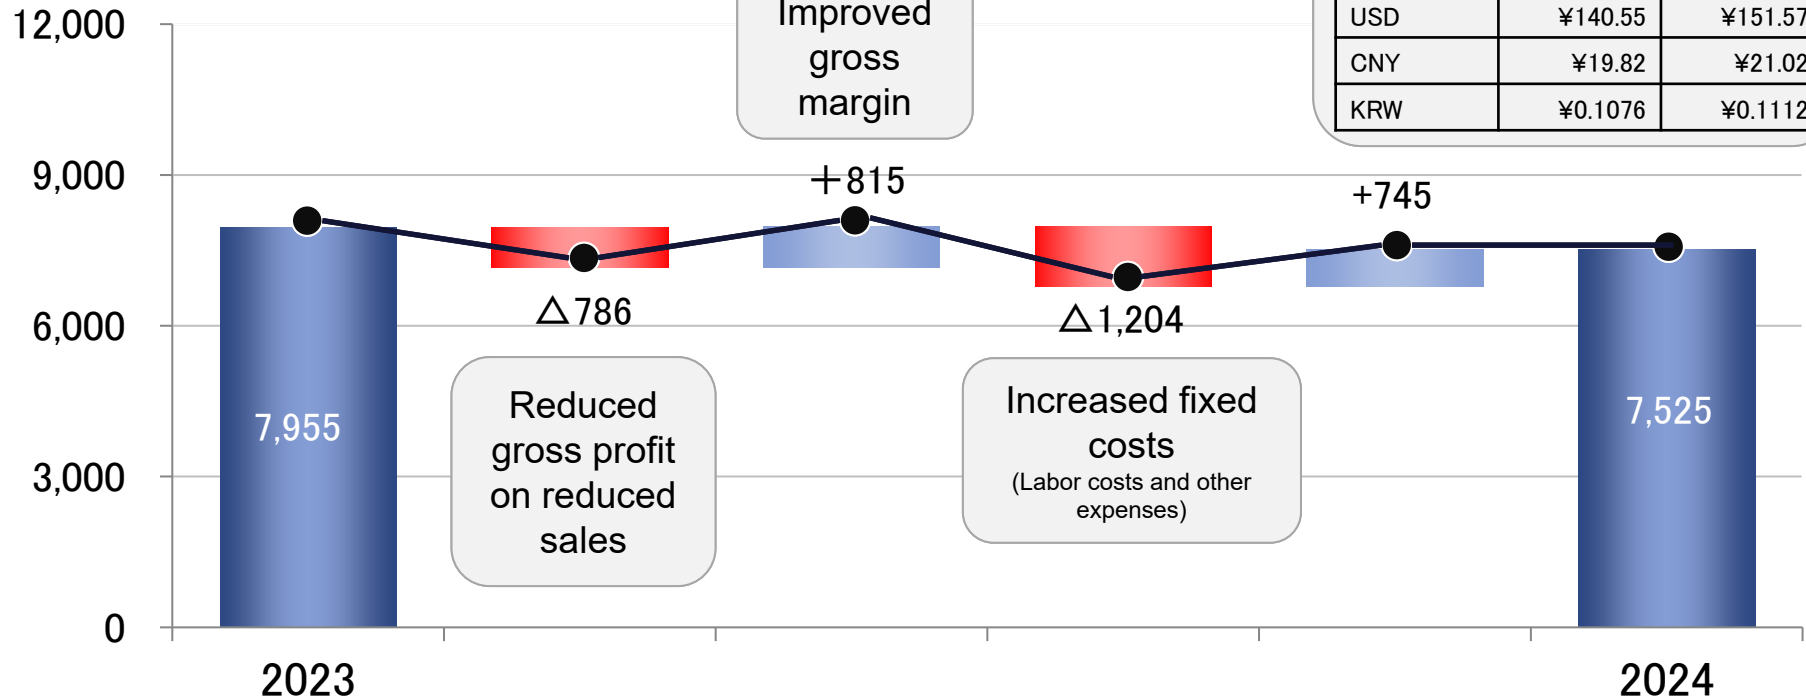 12,000
9,000
6,000
3,000
0
Improved
gross
margin
USD ¥140.55 ¥151.57
CNY ¥19.82 ¥21.02
KRW ¥0.1076 ¥0.1112
+815
+745
△786
△1,204
7,955
Reduced
gross profit
on reduced
sales
Increased fixed
costs
(Labor costs and other
expenses)
7,525
2023
2024